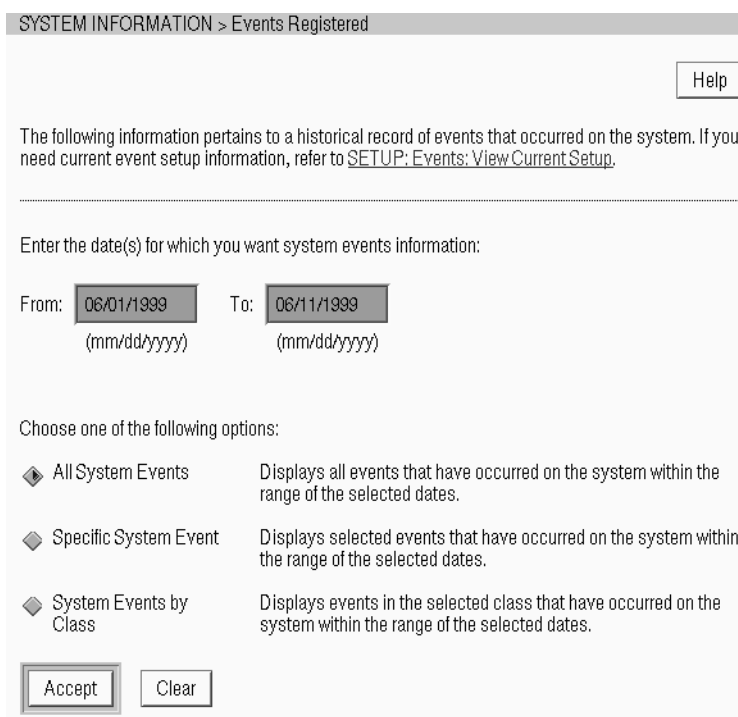 SYSTEM INFORMATION > Events Registered
Help
The following information pertains to a historical record of events that occurred on the system. If you
need current event setup information, refer to SETUP: Events: View Current Setup.
Enter the date(s) for which you want system events information:
From: 06/01/1999 To: 06/11/1999
(mm/dd/yyyy) (mm/dd/yyyy)
Choose one of the following options:
All System Events Displays all events that have occurred on the system within the
range of the selected dates.
Specific System Event Displays selected events that have occurred on the system within
the range of the selected dates.
System Events by Displays events in the selected class that have occurred on the
Class system within the range of the selected dates.
Accept Clear